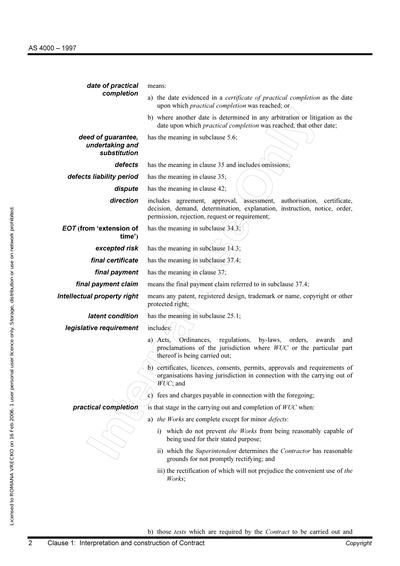 AS 4000 – 1997
date of practical means:
completion
a) the date evidenced in a certificate of practical completion as the date
upon which practical completion was reached; or
b) where another date is determined in any arbitration or litigation as the
date upon which practical completion was reached, that other date;
deed of guarantee, has the meaning in subclause 5.6;
undertaking and
substitution
defects has the meaning in clause 35 and includes omissions;
defects liability period has the meaning in clause 35;
dispute has the meaning in clause 42;
direction includes agreement, approval, assessment, authorisation, certificate,
decision, demand, determination, explanation, instruction, notice, order,
permission, rejection, request or requirement;
EOT (from ‘extension of has the meaning in subclause 34.3;
time’)
excepted risk has the meaning in subclause 14.3;
final certificate has the meaning in subclause 37.4;
final payment has the meaning in clause 37;
final payment claim means the final payment claim referred to in subclause 37.4;
Intellectual property right means any patent, registered design, trademark or name, copyright or other
protected right;
latent condition has the meaning in subclause 25.1;
legislative requirement includes:
a) Acts, Ordinances, regulations, by-laws, orders, awards and
proclamations of the jurisdiction where WUC or the particular part
thereof is being carried out;
b) certificates, licences, consents, permits, approvals and requirements of
organisations having jurisdiction in connection with the carrying out of
WUC; and
c) fees and charges payable in connection with the foregoing;
practical completion is that stage in the carrying out and completion of WUC when:
a) the Works are complete except for minor defects:
i) which do not prevent the Works from being reasonably capable of
being used for their stated purpose;
ii) which the Superintendent determines the Contractor has reasonable
grounds for not promptly rectifying; and
iii) the rectification of which will not prejudice the convenient use of the
Works;
b) those tests which are required by the Contract to be carried out and
2 Clause 1: Interpretation and construction of Contract Copyright
Licensed to ROMANA VRECKO on 16 Feb 2006. 1 user personal user licence only. Storage, distribution or use on network prohibited.